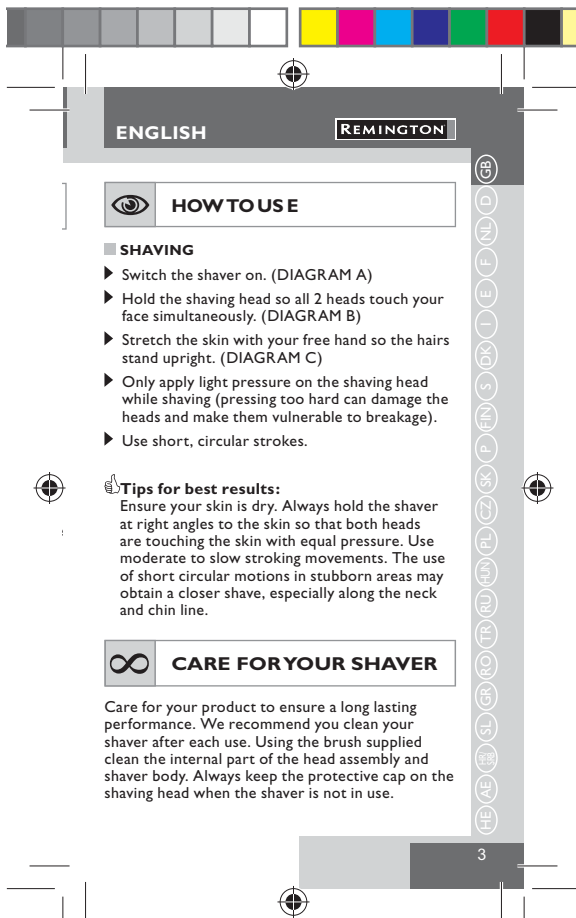 ENGLISH
REMINGTON
HOW TO USE
SHAVING
Switch the shaver on. (DIAGRAM A)
Hold the shaving head so all 2 heads touch your
face simultaneously. (DIAGRAM B)
Stretch the skin with your free hand so the hairs
stand upright. (DIAGRAM C)
Only apply light pressure on the shaving head
while shaving (pressing too hard can damage the
heads and make them vulnerable to breakage).
Use short, circular strokes.
Tips for best results:
Ensure your skin is dry. Always hold the shaver
at right angles to the skin so that both heads
are touching the skin with equal pressure. Use
moderate to slow stroking movements. The use
of short circular motions in stubborn areas may
obtain a closer shave, especially along the neck
and chin line.
CARE FOR YOUR SHAVER
Care for your product to ensure a long lasting
performance. We recommend you clean your
shaver after each use. Using the brush supplied
clean the internal part of the head assembly and
shaver body. Always keep the protective cap on the
shaving head when the shaver is not in use.
GB
D
NL
F
E
I
DK
S
FIN
P
SK
CZ
PL
HUN
RU
TR
RO
GR
SL
AE
HE
3